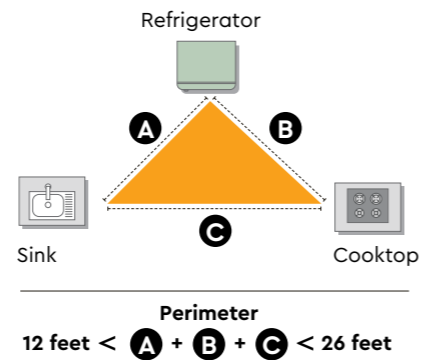 Refrigerator
A
B
C
Sink
Cooktop
Perimeter
12 feet < A + B + C < 26 feet